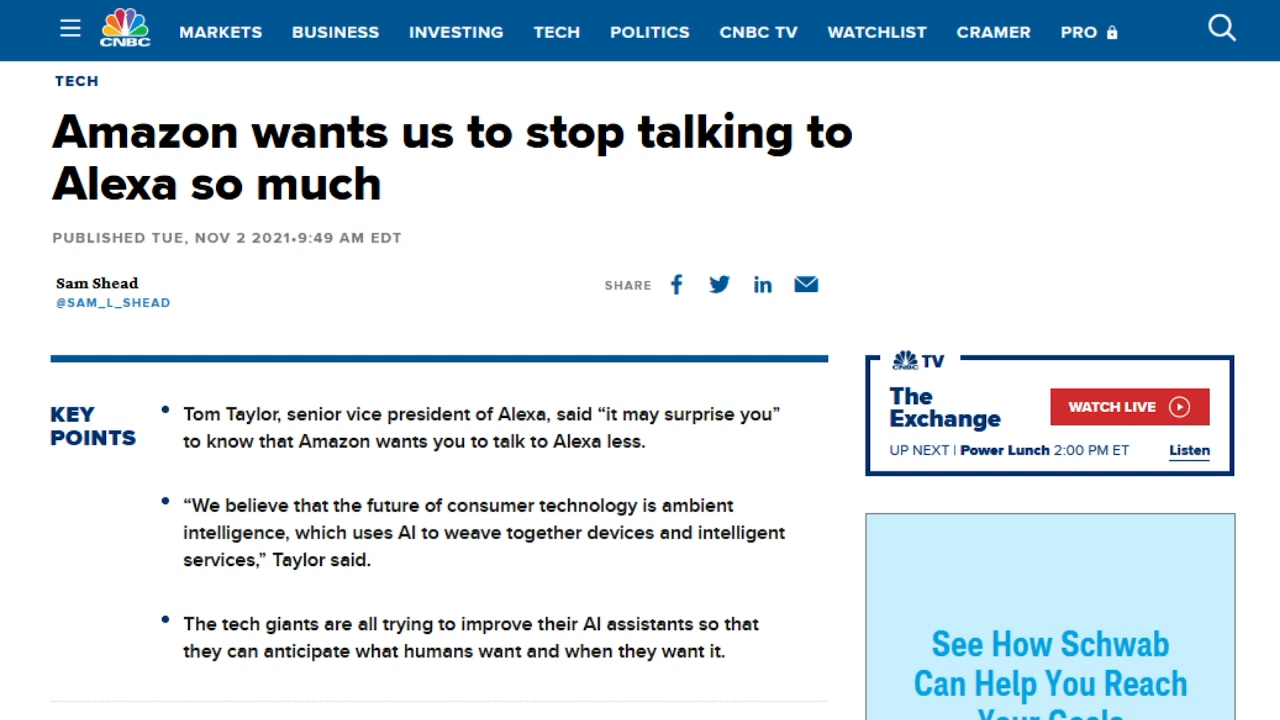 CNBC
MARKETS BUSINESS INVESTING TECH POLITICS CNBC TV WATCHLIST CRAMER PRO
TECH
Amazon wants us to stop talking to
Alexa so much
PUBLISHED TUE, NOV 2 2021•9:49 AM EDT
Sam Shead
@SAM_L_SHEAD
SHARE
KEY
POINTS
• Tom Taylor, senior vice president of Alexa, said “it may surprise you”
to know that Amazon wants you to talk to Alexa less.
• “We believe that the future of consumer technology is ambient
intelligence, which uses AI to weave together devices and intelligent
services,” Taylor said.
• The tech giants are all trying to improve their AI assistants so that
they can anticipate what humans want and when they want it.
CNBC TV
The
Exchange
WATCH LIVE
UP NEXT | Power Lunch 2:00 PM ET
Listen
See How Schwab
Can Help You Reach
Your Goals